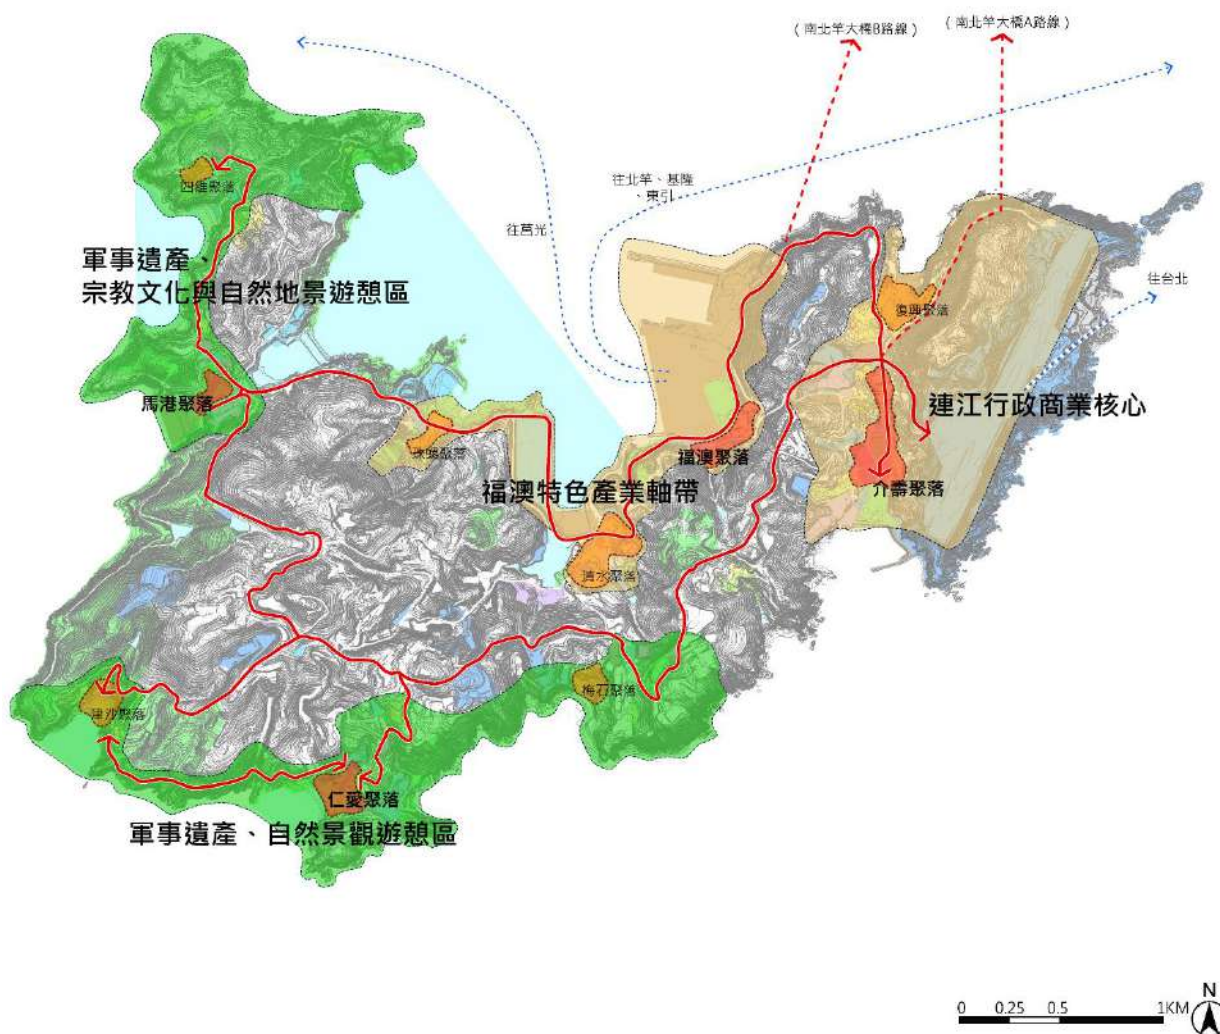 （南北竿大橋B路線）
（南北竿大橋A路線）
往北竿、基隆
、東引
往莒光
往台北
四維聚落
軍事遺產、
宗教文化與自然地景遊憩區
復興聚落
馬港聚落
連江行政商業核心
珠螺聚落
福澳聚落
福澳特色產業軸帶
介壽聚落
清水聚落
梅石聚落
津沙聚落
仁愛聚落
軍事遺產、自然景觀遊憩區
N
0 0.25 0.5 1KM